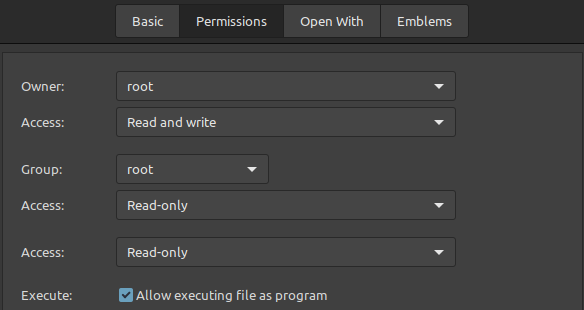 Basic Permissions Open With Emblems
Owner: root
Access: Read and write
Group: root
Access: Read-only
Access: Read-only
Execute: Allow executing file as program